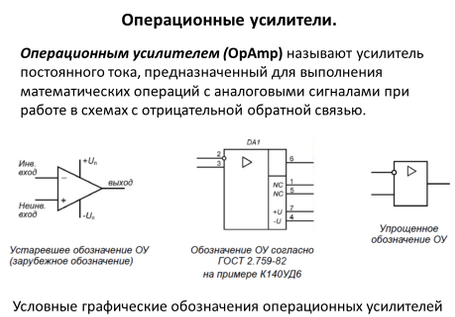 Операционные усилители.
Операционным усилителем (OpAmp) называют усилитель
постоянного тока, предназначенный для выполнения
математических операций с аналоговыми сигналами при
работе в схемах с отрицательной обратной связью.
Инв.
вход
+Uп
выход
Неинв.
вход
-Uп
DA1
2
3
6
NC 1
NC 5
+U 7
-U 4
Устаревшее обозначение ОУ
(зарубежное обозначение)
Обозначение ОУ согласно
ГОСТ 2.759-82
на примере К140УД6
Упрощенное
обозначение ОУ
Условные графические обозначения операционных усилителей